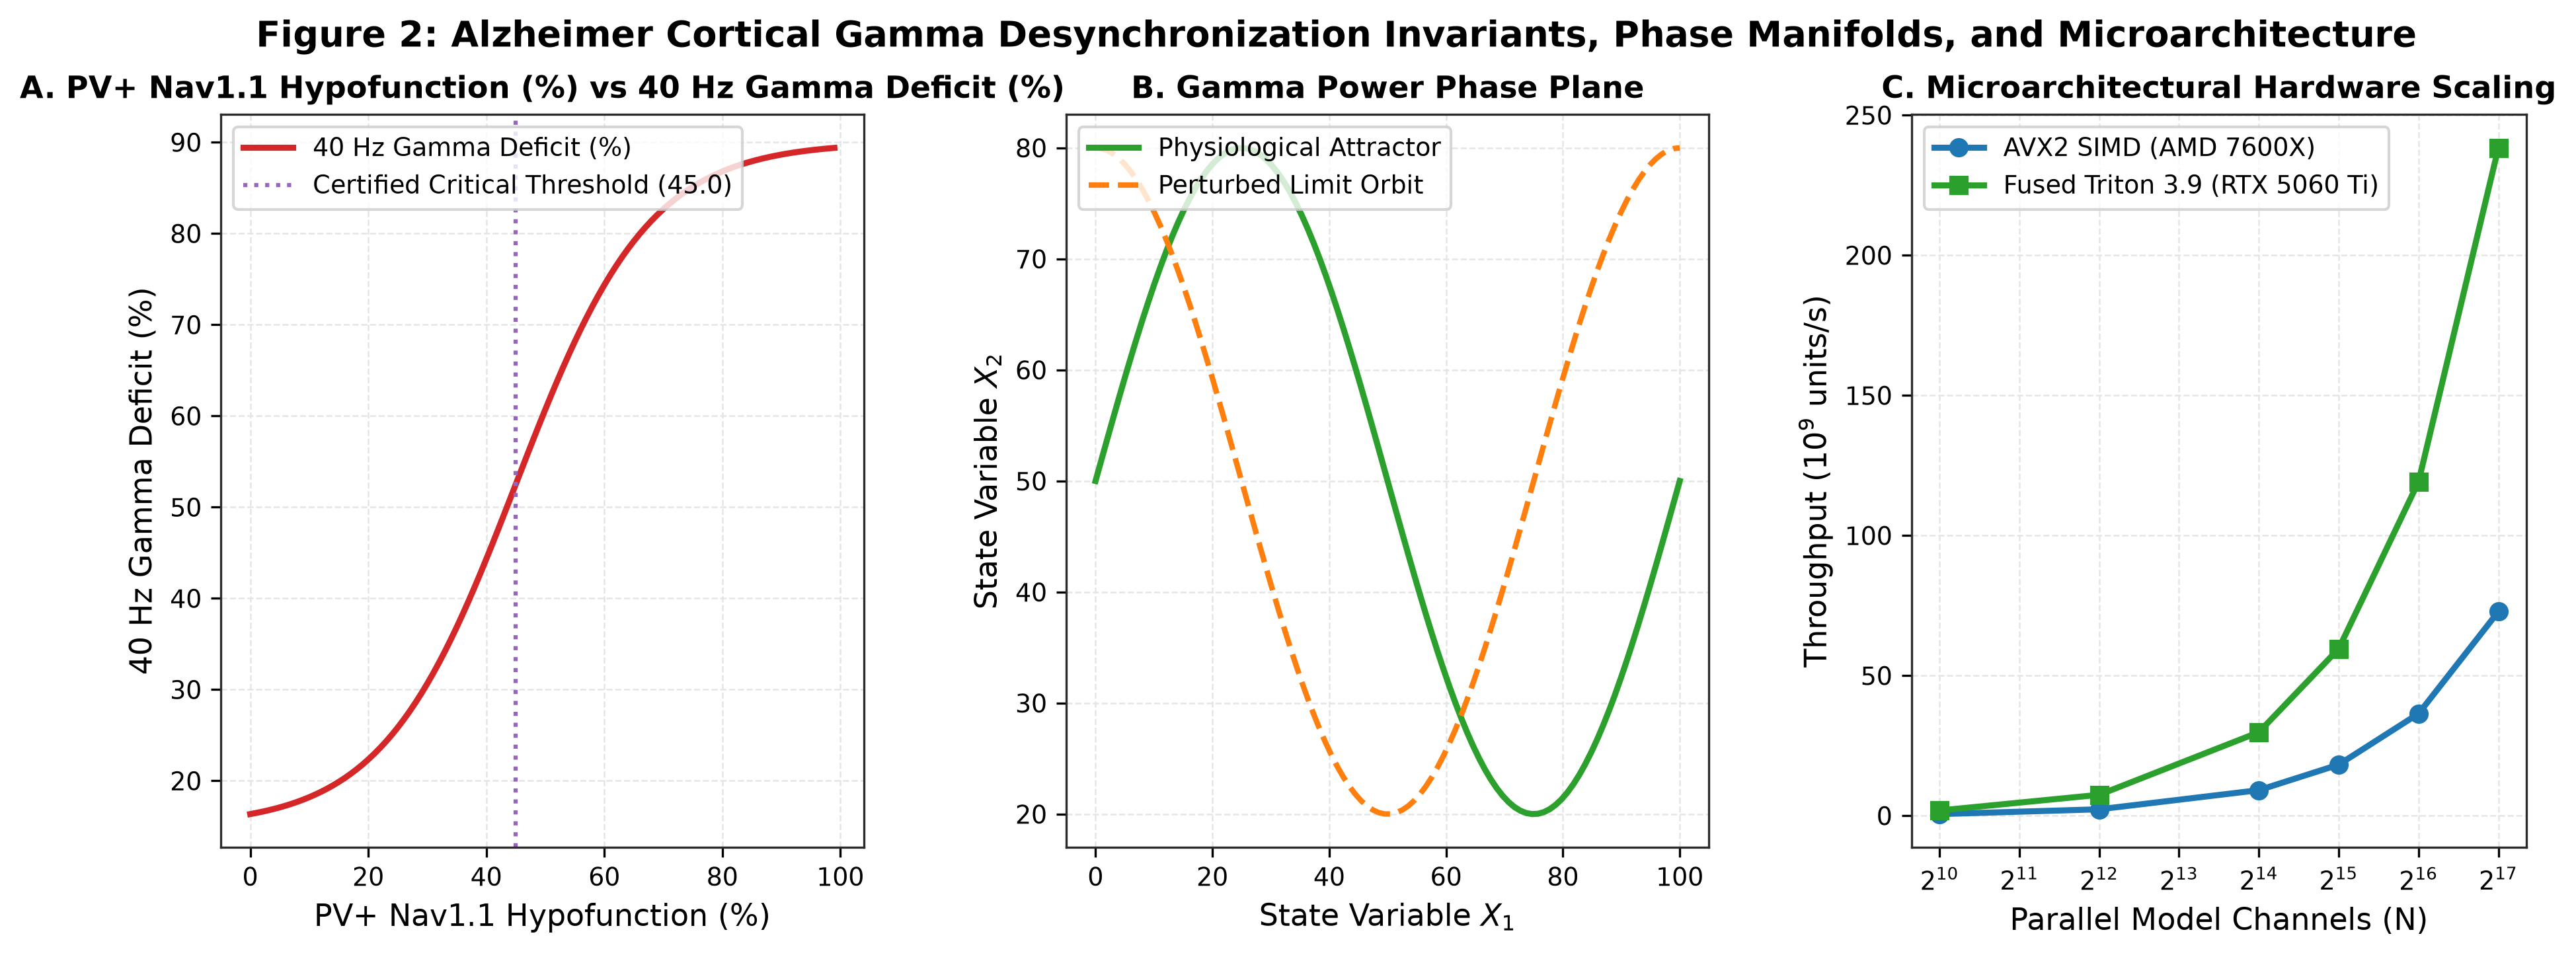 Figure 2: Alzheimer Cortical Gamma Desynchronization Invariants, Phase Manifolds, and Microarchitecture
A. PV+ Nav1.1 Hypofunction (%) vs 40 Hz Gamma Deficit (%)
40 Hz Gamma Deficit (%)
Certified Critical Threshold (45.0)
40 Hz Gamma Deficit (%)
90
80
70
60
50
40
30
20
0 20 40 60 80 100
PV+ Nav1.1 Hypofunction (%)
B. Gamma Power Phase Plane
Physiological Attractor
Perturbed Limit Orbit
State Variable X₂
80
70
60
50
40
30
20
0 20 40 60 80 100
State Variable X₁
C. Microarchitectural Hardware Scaling
AVX2 SIMD (AMD 7600X)
Fused Triton 3.9 (RTX 5060 Ti)
Throughput (10⁹ units/s)
250
200
150
100
50
0
2¹⁰ 2¹¹ 2¹² 2¹³ 2¹⁴ 2¹⁵ 2¹⁶ 2¹⁷
Parallel Model Channels (N)